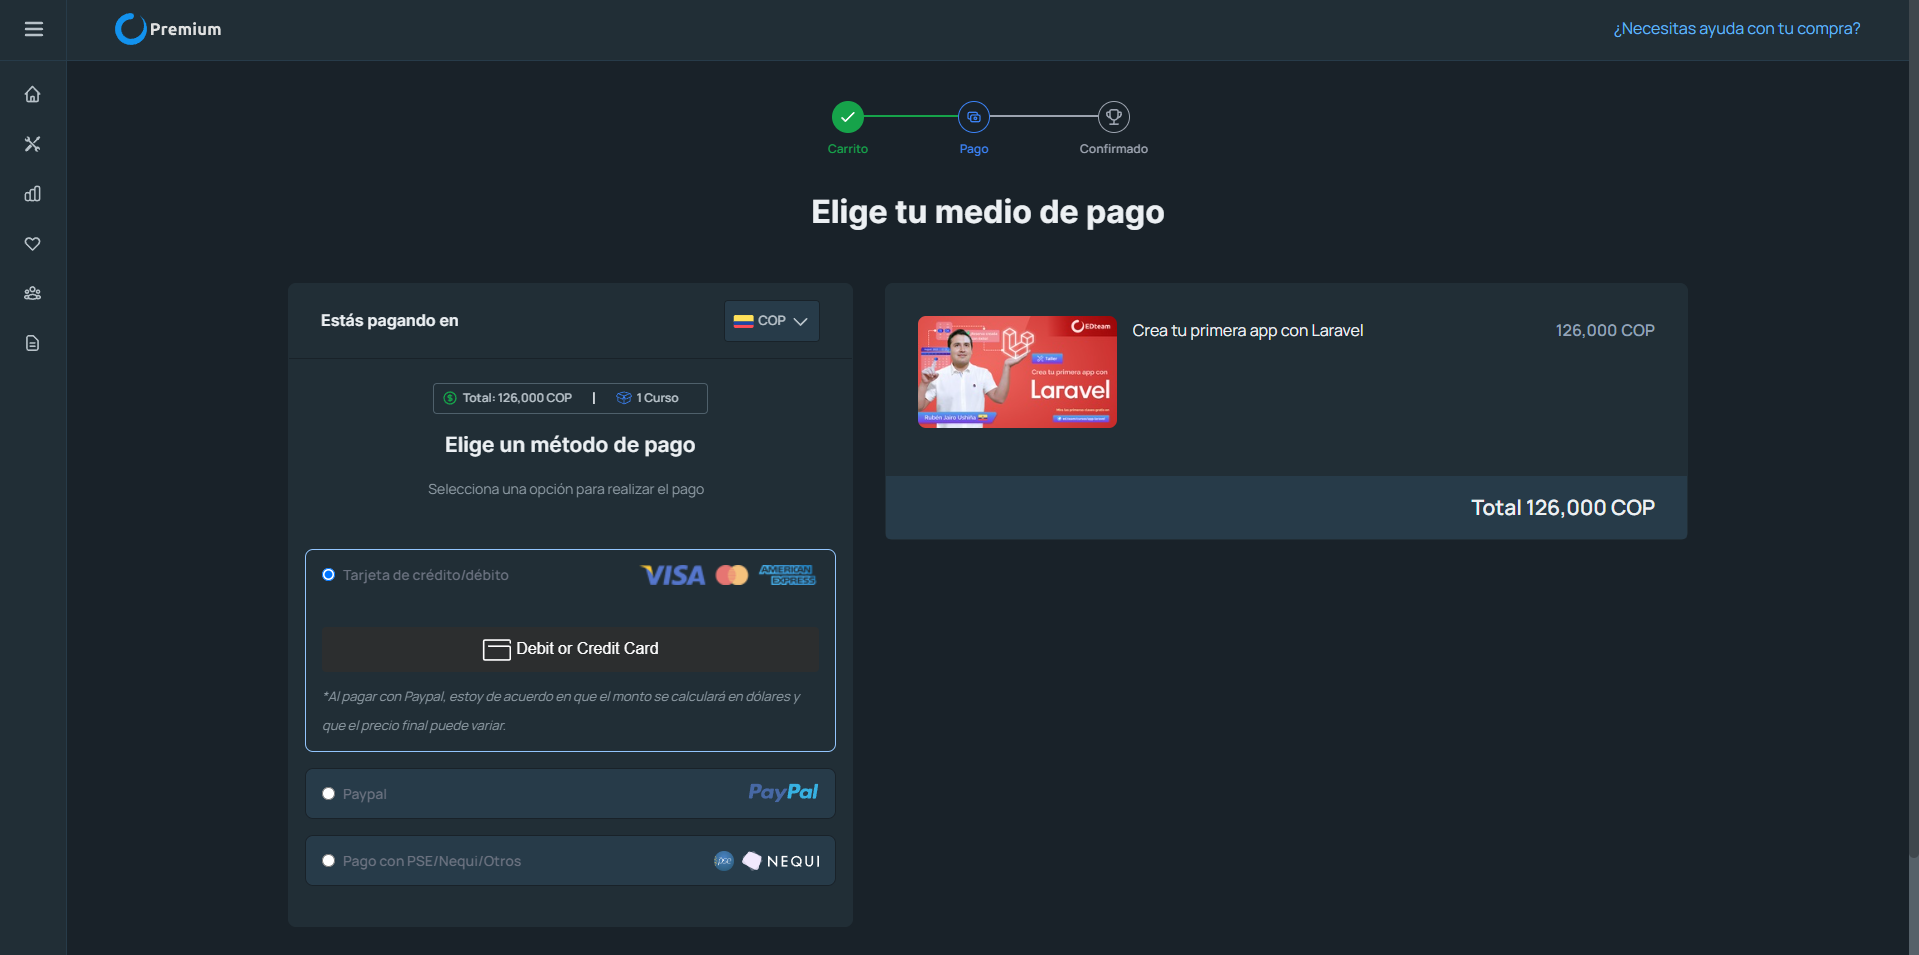 Premium
¿Necesitas ayuda con tu compra?
Carrito
Pago
Confirmado
Elige tu medio de pago
Estás pagando en
COP
Total: 126,000 COP | 1 Curso
Elige un método de pago
Selecciona una opción para realizar el pago
Tarjeta de crédito/débito
VISA
AMERICAN
EXPRESS
Debit or Credit Card
*Al pagar con Paypal, estoy de acuerdo en que el monto se calculará en dólares y
que el precio final puede variar.
Paypal
PayPal
Pago con PSE/Nequi/Otros
pse
NEQUI
EDteam
Taller
Crea tu primera app con
Laravel
Rubén Jairo Ushiña
Crea tu primera app con Laravel
126,000 COP
Total 126,000 COP